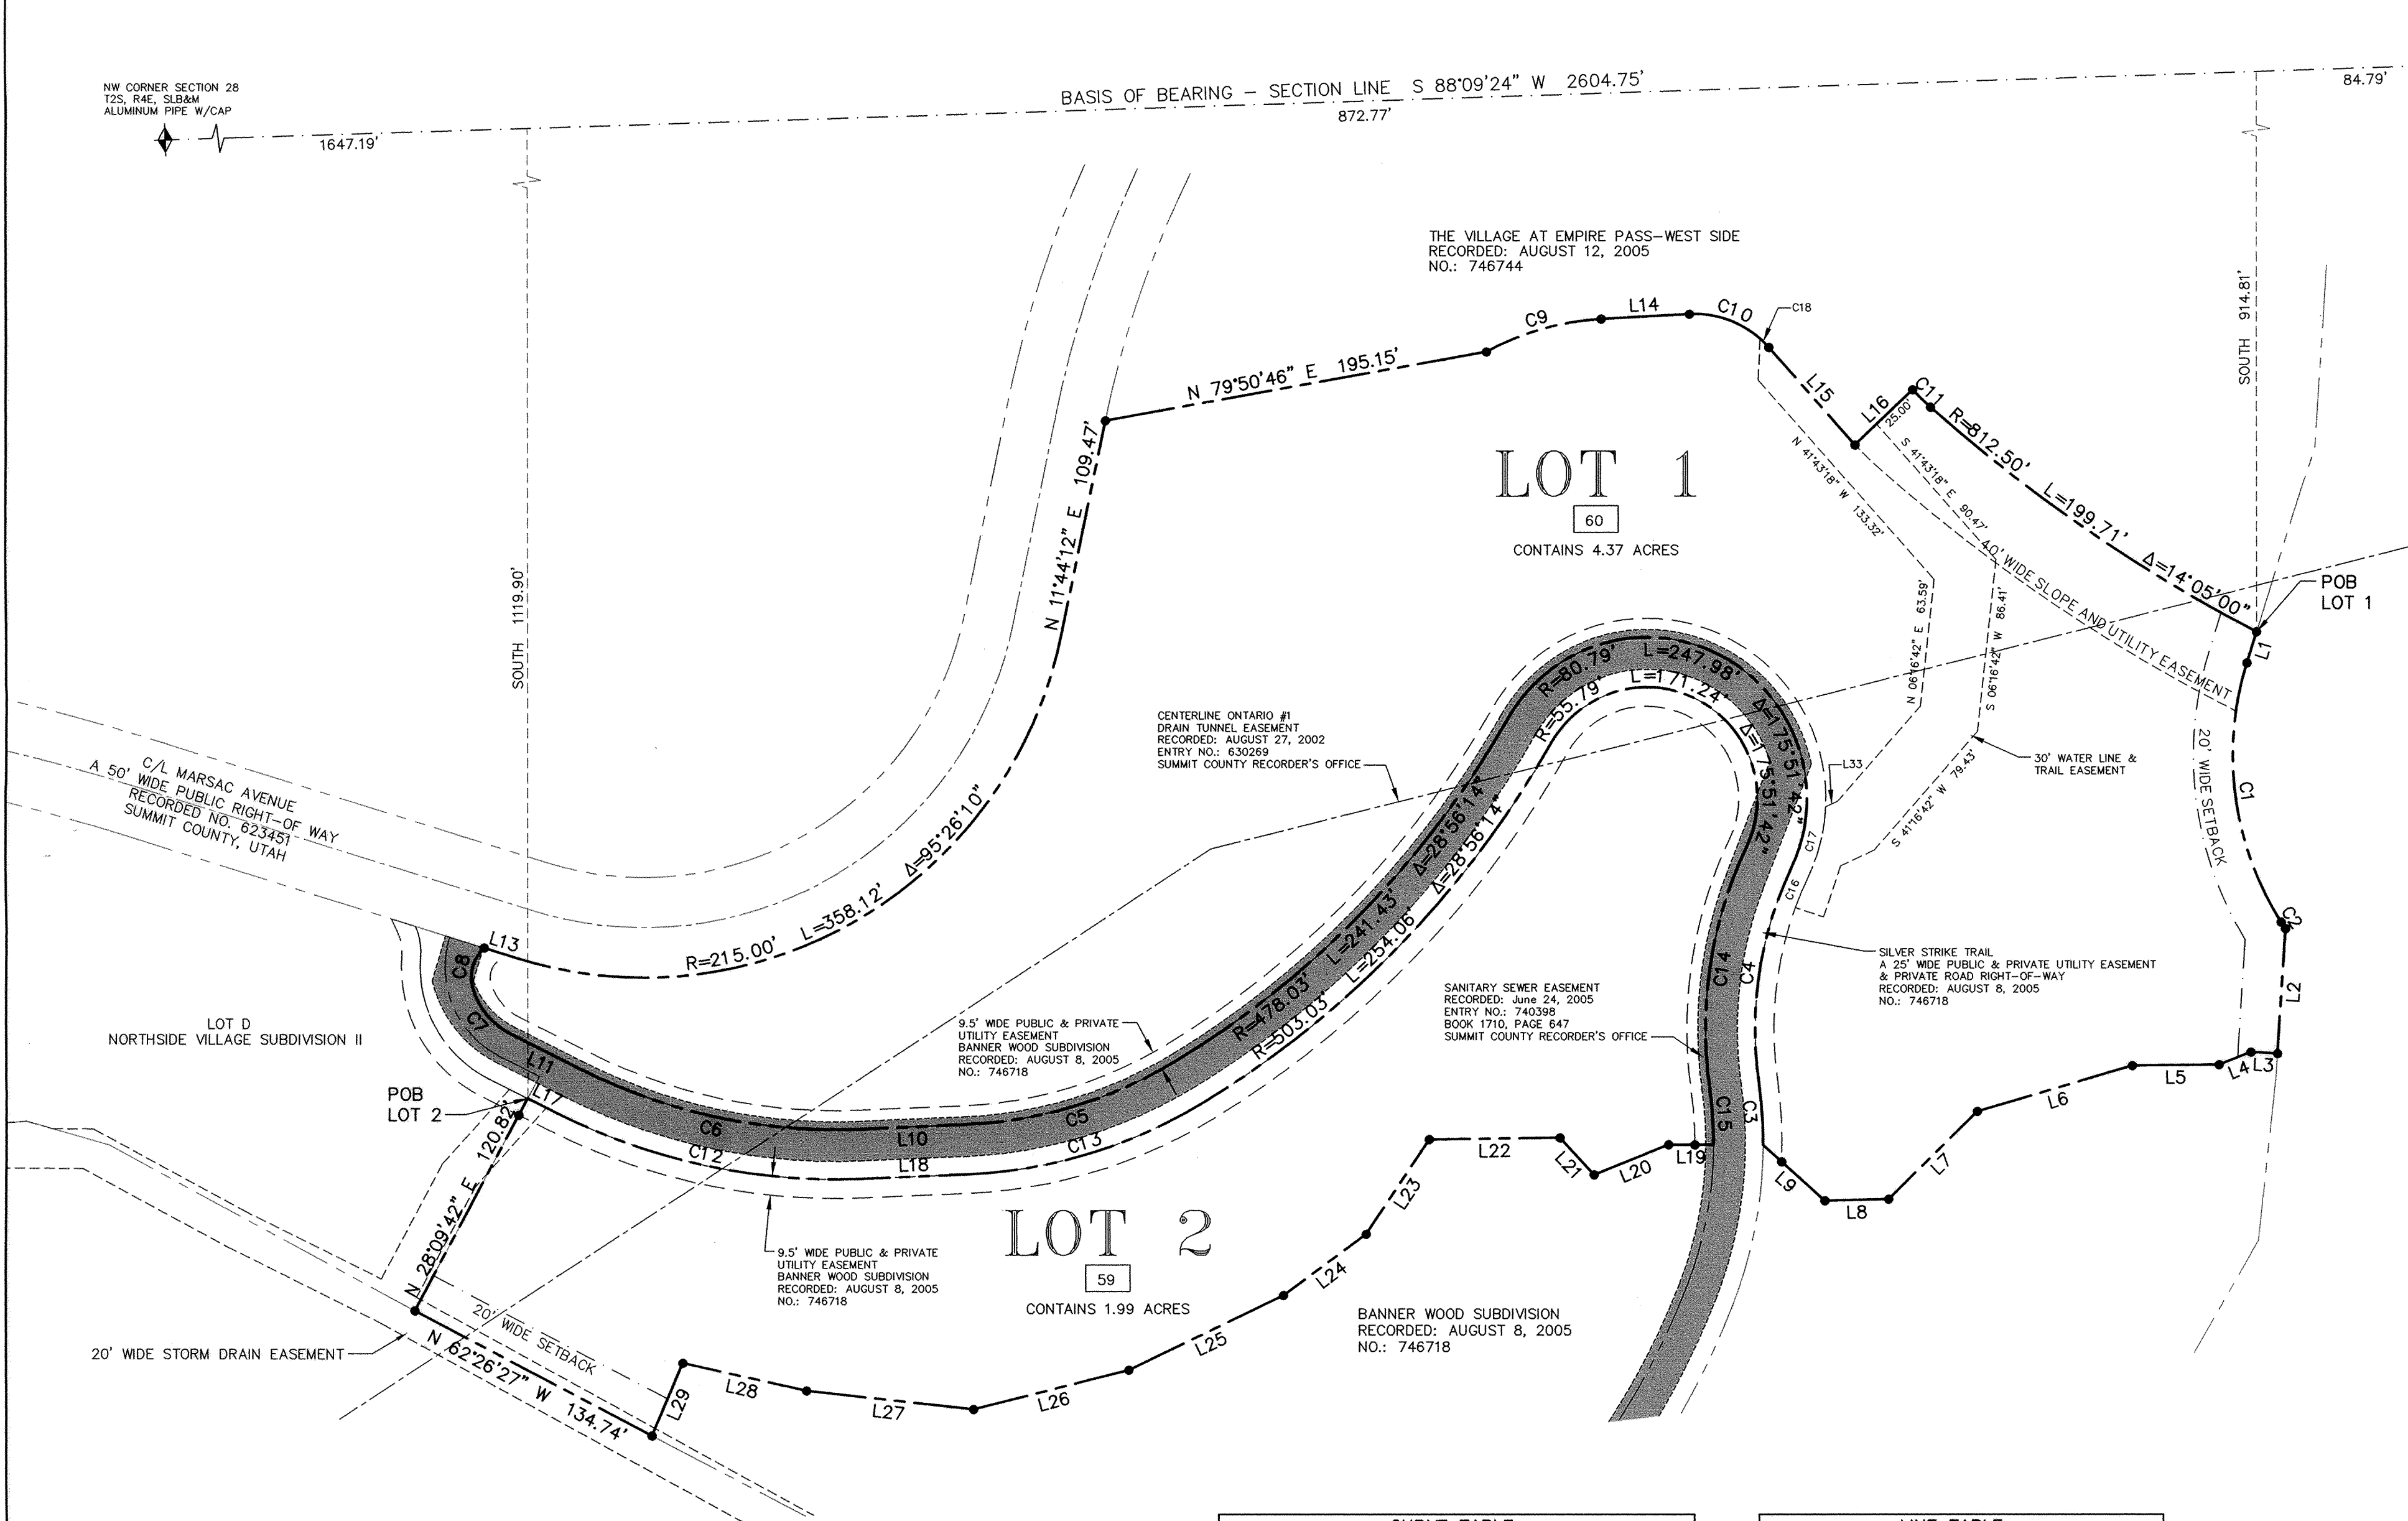 NW CORNER SECTION 28
T2S, R4E, SLB&M
ALUMINUM PIPE W/CAP
BASIS OF BEARING - SECTION LINE S 88°09'24" W 2604.75'
84.79'
1647.19'
872.77'
THE VILLAGE AT EMPIRE PASS-WEST SIDE
RECORDED: AUGUST 12, 2005
NO.: 746744
SOUTH 914.81'
C9
L14
C10
C18
N 79°50'46" E 195.15'
L15
L16
25.00'
C11
R=812.50' L=199.71' Δ=14°05'00"
N 11°44'12" E 109.47'
LOT 1
60
CONTAINS 4.37 ACRES
N 41°43'18" W 133.32'
S 41°43'18" E 90.47'
40' WIDE SLOPE AND UTILITY EASEMENT
POB
LOT 1
L1
SOUTH 1119.90'
N 06°16'42" E 63.59'
S 06°16'42" W 86.41'
R=80.79' L=247.98' Δ=175°51'42"
R=55.79' L=171.24' Δ=175°51'42"
CENTERLINE ONTARIO #1
DRAIN TUNNEL EASEMENT
RECORDED: AUGUST 27, 2002
ENTRY NO.: 630269
SUMMIT COUNTY RECORDER'S OFFICE
30' WATER LINE &
TRAIL EASEMENT
20' WIDE SETBACK
C1
L33
S 41°16'42" W 79.43'
C17
C16
C/L MARSAC AVENUE
A 50' WIDE PUBLIC RIGHT-OF WAY
RECORDED NO. 623451
SUMMIT COUNTY, UTAH
R=215.00' L=358.12' Δ=95°26'10"
R=478.03' L=241.43' Δ=28°56'14"
R=503.03' L=254.06' Δ=28°56'14"
C2
L13
C8
C7
C14
C4
SILVER STRIKE TRAIL
A 25' WIDE PUBLIC & PRIVATE UTILITY EASEMENT
& PRIVATE ROAD RIGHT-OF-WAY
RECORDED: AUGUST 8, 2005
NO.: 746718
L2
SANITARY SEWER EASEMENT
RECORDED: June 24, 2005
ENTRY NO.: 740398
BOOK 1710, PAGE 647
SUMMIT COUNTY RECORDER'S OFFICE
LOT D
NORTHSIDE VILLAGE SUBDIVISION II
9.5' WIDE PUBLIC & PRIVATE
UTILITY EASEMENT
BANNER WOOD SUBDIVISION
RECORDED: AUGUST 8, 2005
NO.: 746718
L11
L17
POB
LOT 2
C6
L10
C5
C12
L18
C13
C15
C3
L3
L4
L5
L6
L7
L8
L9
L19
L20
L21
L22
L23
L24
L25
L26
L27
L28
L29
N 28°09'42" E 120.82'
LOT 2
59
CONTAINS 1.99 ACRES
9.5' WIDE PUBLIC & PRIVATE
UTILITY EASEMENT
BANNER WOOD SUBDIVISION
RECORDED: AUGUST 8, 2005
NO.: 746718
20' WIDE SETBACK
BANNER WOOD SUBDIVISION
RECORDED: AUGUST 8, 2005
NO.: 746718
20' WIDE STORM DRAIN EASEMENT
N 62°26'27" W 134.74'